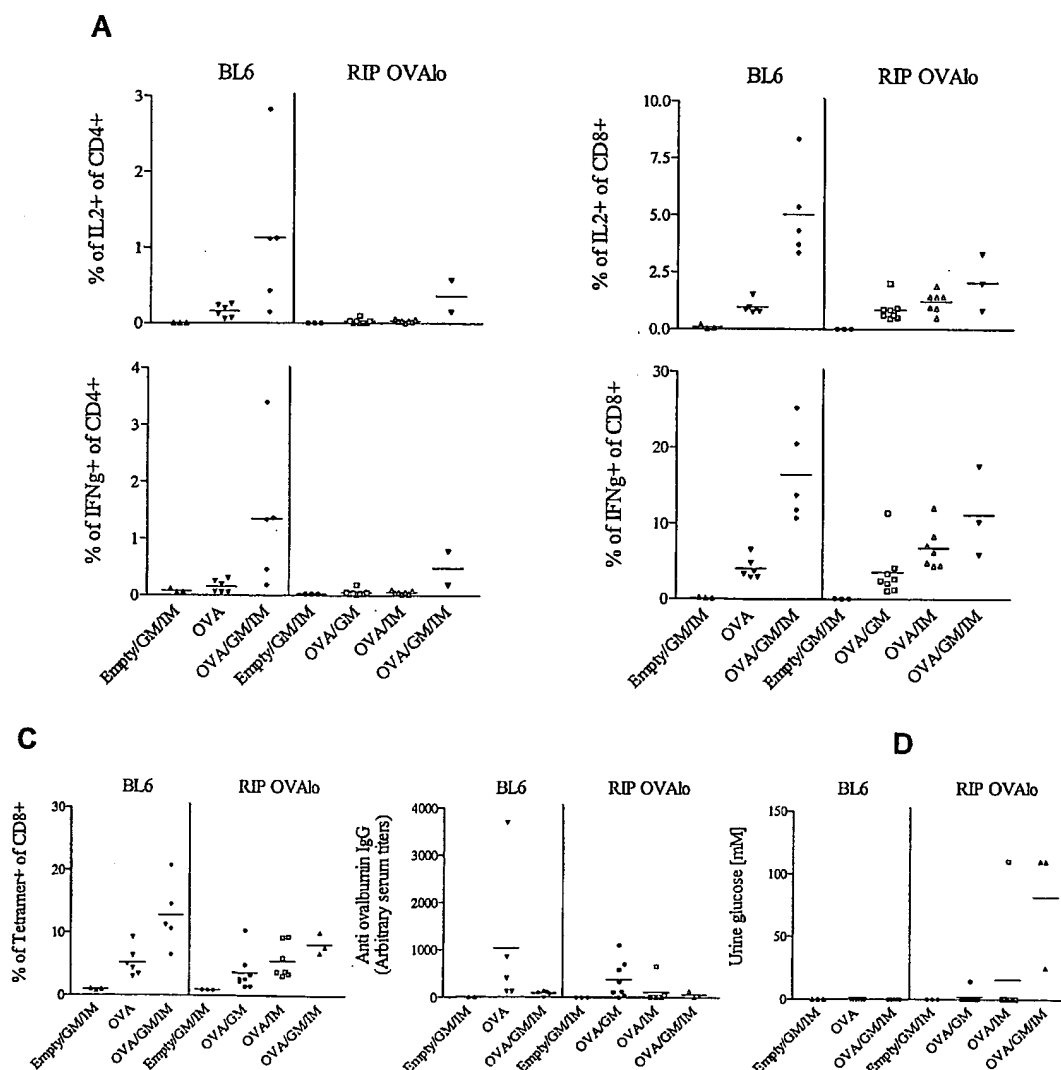 A
BL6 RIP OVAlo
% of IL2+ of CD4+
3
2
1
0
BL6 RIP OVAlo
% of IL2+ of CD8+
10.0
7.5
5.0
2.5
0.0
% of IFNg+ of CD4+
4
3
2
1
0
Empty/GM/IM
OVA
OVA/GM/IM
Empty/GM/IM
OVA/GM
OVA/IM
OVA/GM/IM
% of IFNg+ of CD8+
30
20
10
0
Empty/GM/IM
OVA
OVA/GM/IM
Empty/GM/IM
OVA/GM
OVA/IM
OVA/GM/IM
C
BL6 RIP OVAlo
% of Tetramer+ of CD8+
30
20
10
0
Empty/GM/IM
OVA
OVA/GM/IM
Empty/GM/IM
OVA/GM
OVA/IM
OVA/GM/IM
BL6 RIP OVAlo
Anti ovalbumin IgG
(Arbitrary serum titers)
4000
3000
2000
1000
0
Empty/GM/IM
OVA
OVA/GM/IM
Empty/GM/IM
OVA/GM
OVA/IM
OVA/GM/IM
D
BL6 RIP OVAlo
Urine glucose [mM]
150
100
50
0
Empty/GM/IM
OVA
OVA/GM/IM
Empty/GM/IM
OVA/GM
OVA/IM
OVA/GM/IM